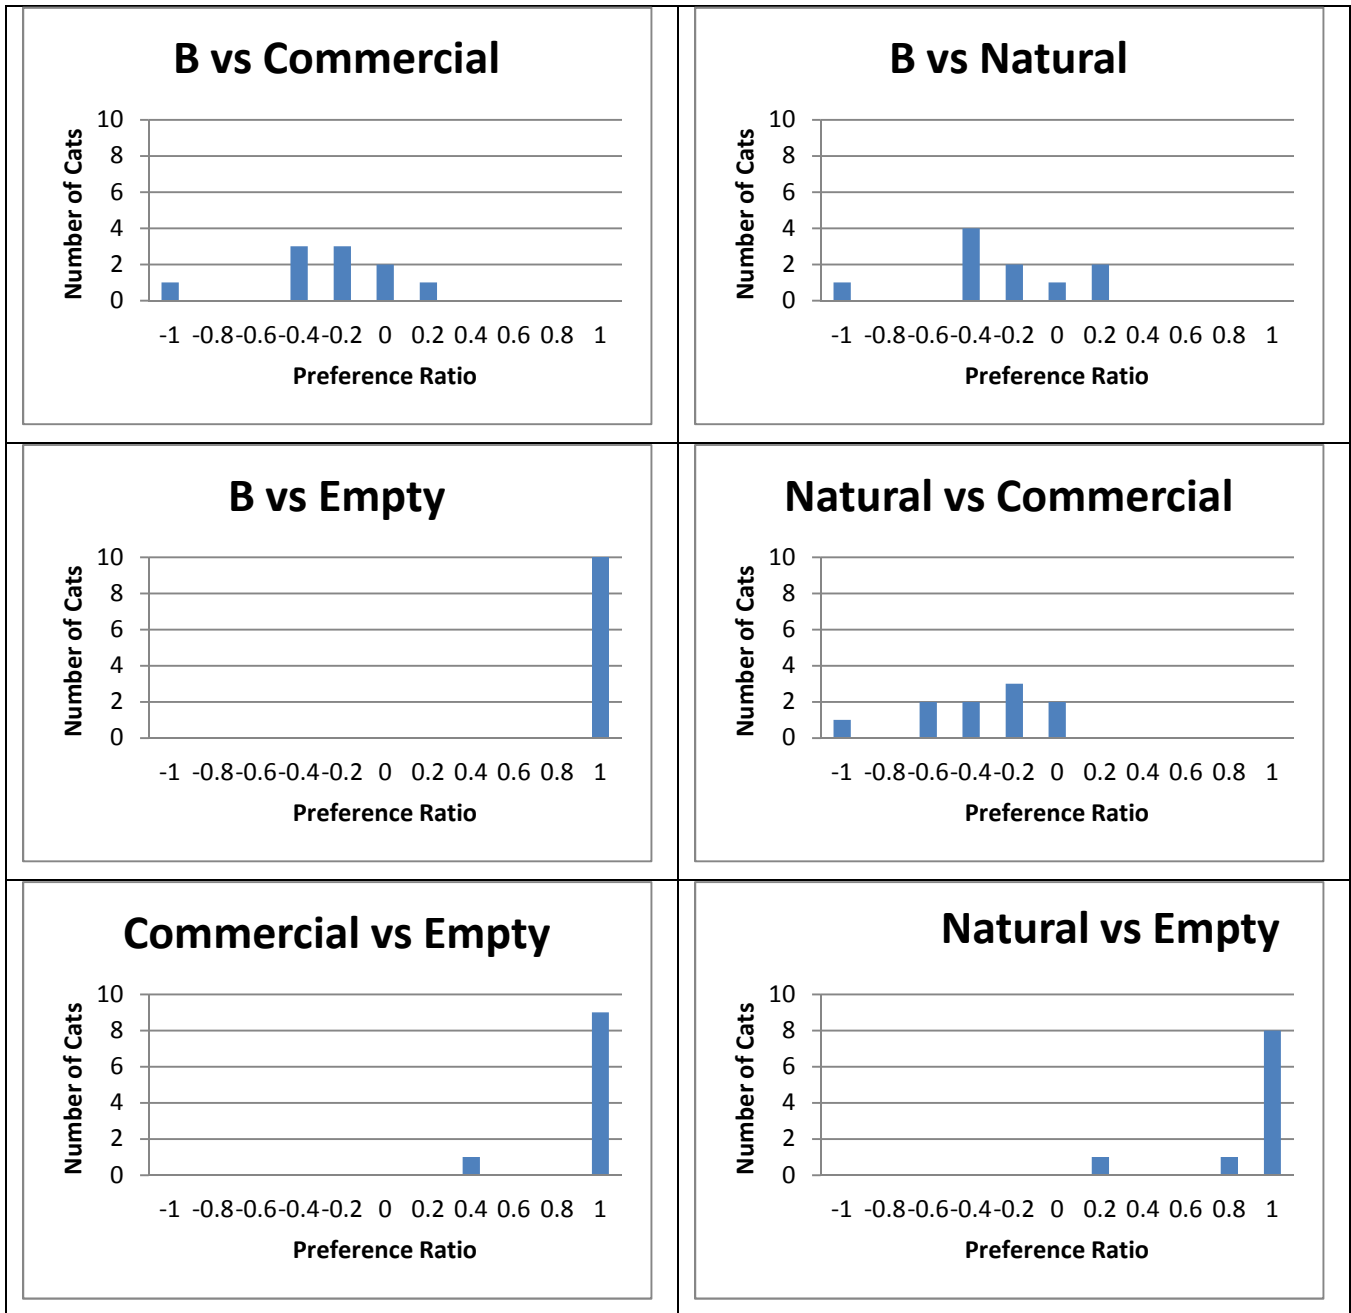 B vs Commercial
Number of Cats
10
8
6
4
2
0
-1 -0.8-0.6-0.4-0.2 0 0.2 0.4 0.6 0.8 1
Preference Ratio
B vs Natural
Number of Cats
10
8
6
4
2
0
-1 -0.8-0.6-0.4-0.2 0 0.2 0.4 0.6 0.8 1
Preference Ratio
B vs Empty
Number of Cats
10
8
6
4
2
0
-1 -0.8-0.6-0.4-0.2 0 0.2 0.4 0.6 0.8 1
Preference Ratio
Natural vs Commercial
Number of Cats
10
8
6
4
2
0
-1 -0.8-0.6-0.4-0.2 0 0.2 0.4 0.6 0.8 1
Preference Ratio
Commercial vs Empty
Number of Cats
10
8
6
4
2
0
-1 -0.8-0.6-0.4-0.2 0 0.2 0.4 0.6 0.8 1
Preference Ratio
Natural vs Empty
Number of Cats
10
8
6
4
2
0
-1 -0.8-0.6-0.4-0.2 0 0.2 0.4 0.6 0.8 1
Preference Ratio